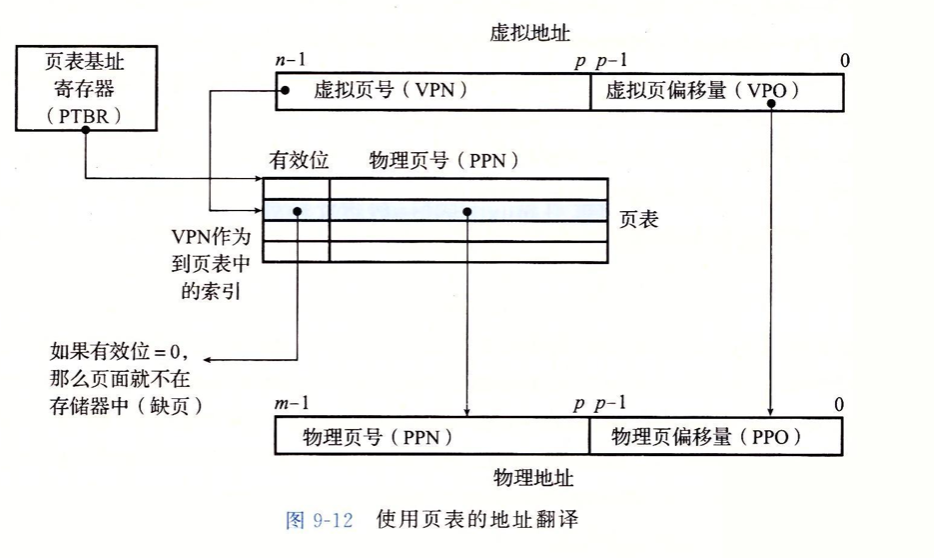 虚拟地址
页表基址
寄存器
（PTBR）
n-1
p p-1
0
虚拟页号（VPN）
虚拟页偏移量（VPO）
有效位
物理页号（PPN）
页表
VPN作为
到页表中
的索引
如果有效位=0,
那么页面就不在
存储器中（缺页）
m-1
p p-1
0
物理页号（PPN）
物理页偏移量（PPO）
物理地址
图 9-12 使用页表的地址翻译